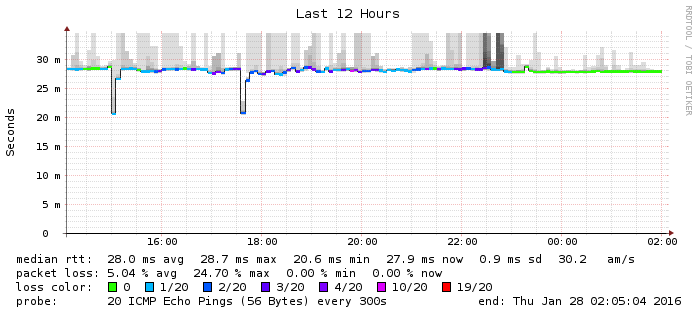 Last 12 Hours
RRDTOOL / TOBI OETIKER
Seconds
30 m
25 m
20 m
15 m
10 m
5 m
0
16:00 18:00 20:00 22:00 00:00 02:00
median rtt: 28.0 ms avg 28.7 ms max 20.6 ms min 27.9 ms now 0.9 ms sd 30.2 am/s
packet loss: 5.04 % avg 24.70 % max 0.00 % min 0.00 % now
loss color: 0 1/20 2/20 3/20 4/20 10/20 19/20
probe: 20 ICMP Echo Pings (56 Bytes) every 300s end: Thu Jan 28 02:05:04 2016